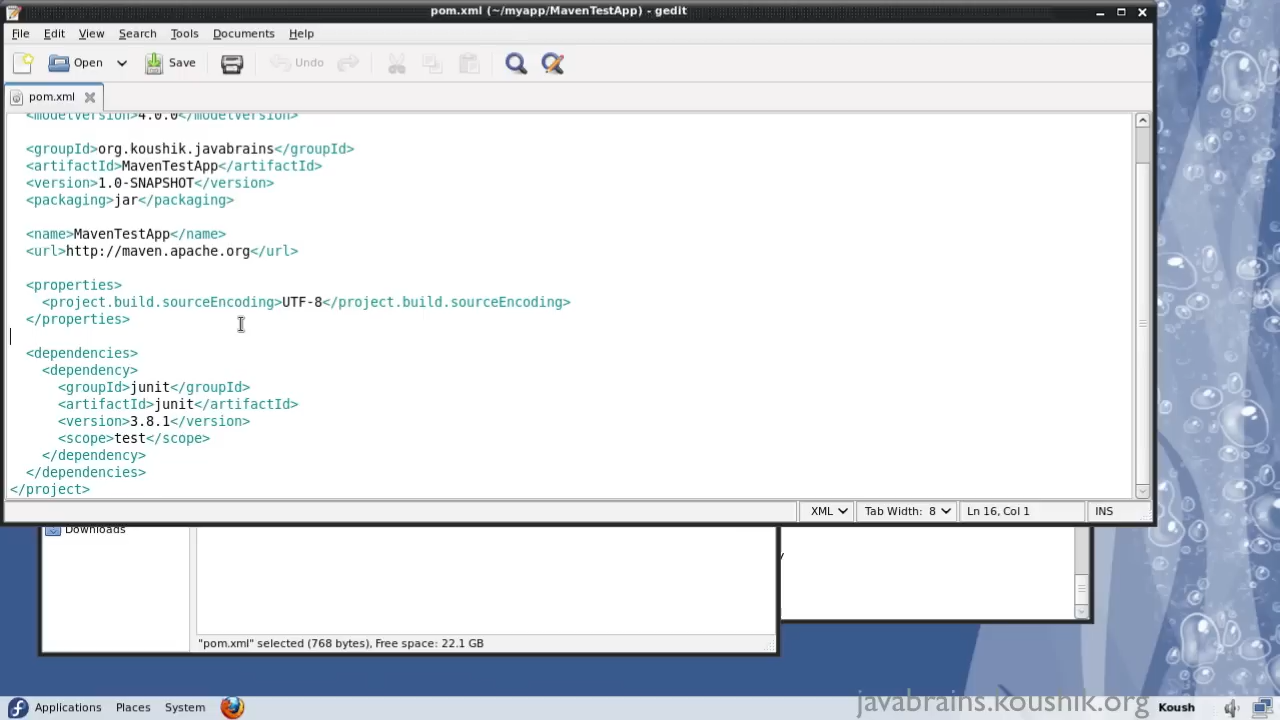 pom.xml (~/myapp/MavenTestApp) - gedit
File Edit View Search Tools Documents Help
Open Save Undo
pom.xml
<modelVersion>4.0.0</modelVersion>
<groupId>org.koushik.javabrains</groupId>
<artifactId>MavenTestApp</artifactId>
<version>1.0-SNAPSHOT</version>
<packaging>jar</packaging>
<name>MavenTestApp</name>
<url>http://maven.apache.org</url>
<properties>
<project.build.sourceEncoding>UTF-8</project.build.sourceEncoding>
</properties>
<dependencies>
<dependency>
<groupId>junit</groupId>
<artifactId>junit</artifactId>
<version>3.8.1</version>
<scope>test</scope>
</dependency>
</dependencies>
</project>
XML Tab Width: 8 Ln 16, Col 1 INS
Downloads
"pom.xml" selected (768 bytes), Free space: 22.1 GB
Applications Places System javabrains.koushik.org Koush